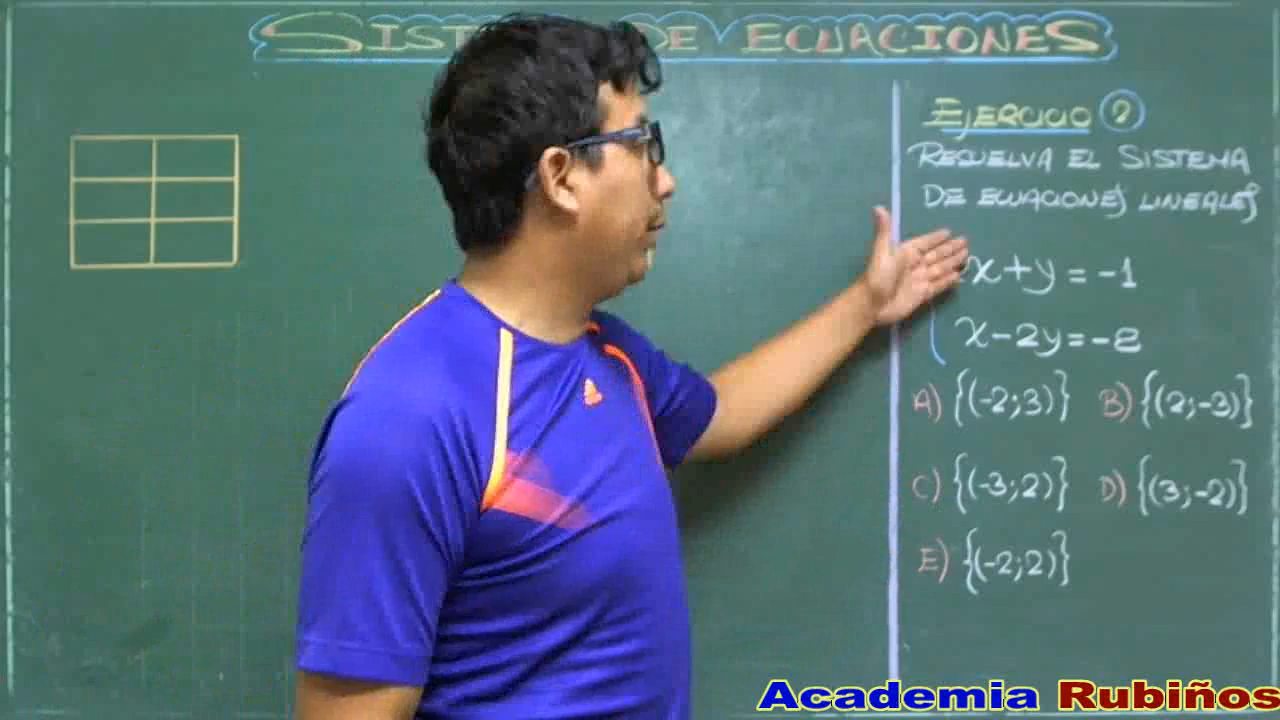 SIST DE ECUACIONES
EJERCICIO 2
RESUELVA EL SISTEMA
DE ECUACIONES LINEALES
x+y=-1
x-2y=-8
A) {(-2;3)} B) {(2;-3)}
C) {(-3;2)} D) {(3;-2)}
E) {(-2;2)}
Academia Rubiños